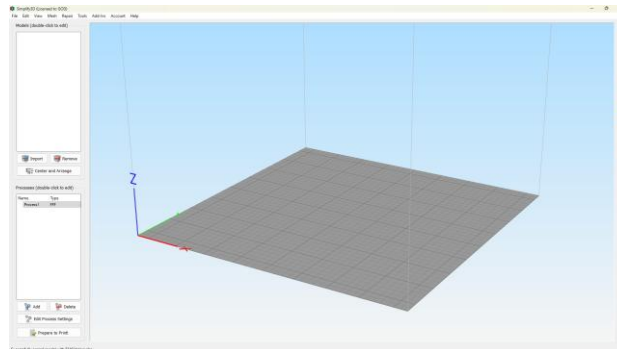 Simplify3D (Licensed to SOD)
File Edit View Mesh Repair Tools Add-Ins Account Help
Models (double-click to edit)
Import Remove
Center and Arrange
Z
Processes (double-click to edit)
Name Type
Process1 FFF
Add Delete
Edit Process Settings
Prepare to Print!